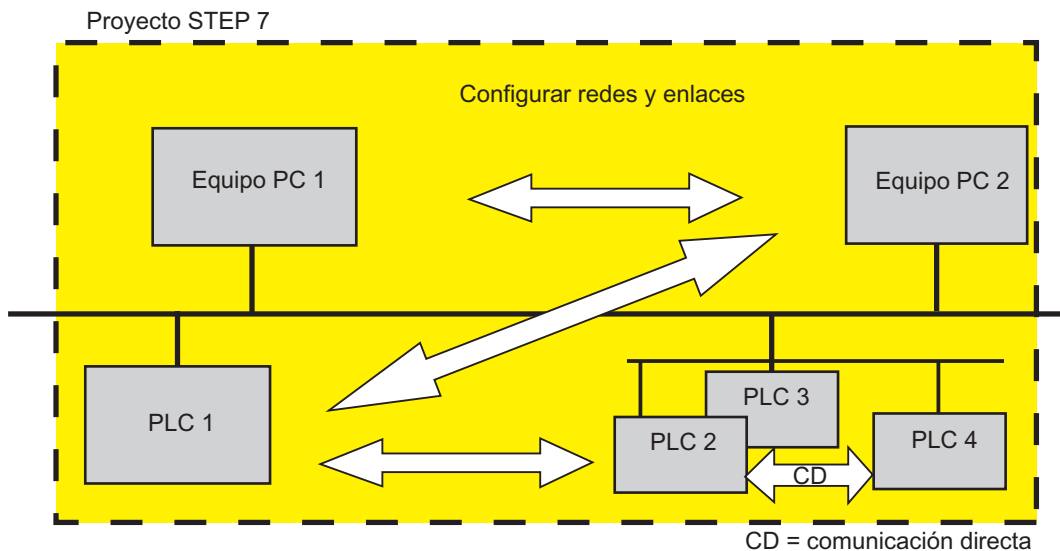 Proyecto STEP 7
Configurar redes y enlaces
Equipo PC 1
Equipo PC 2
PLC 1
PLC 3
PLC 2
PLC 4
CD
CD = comunicación directa